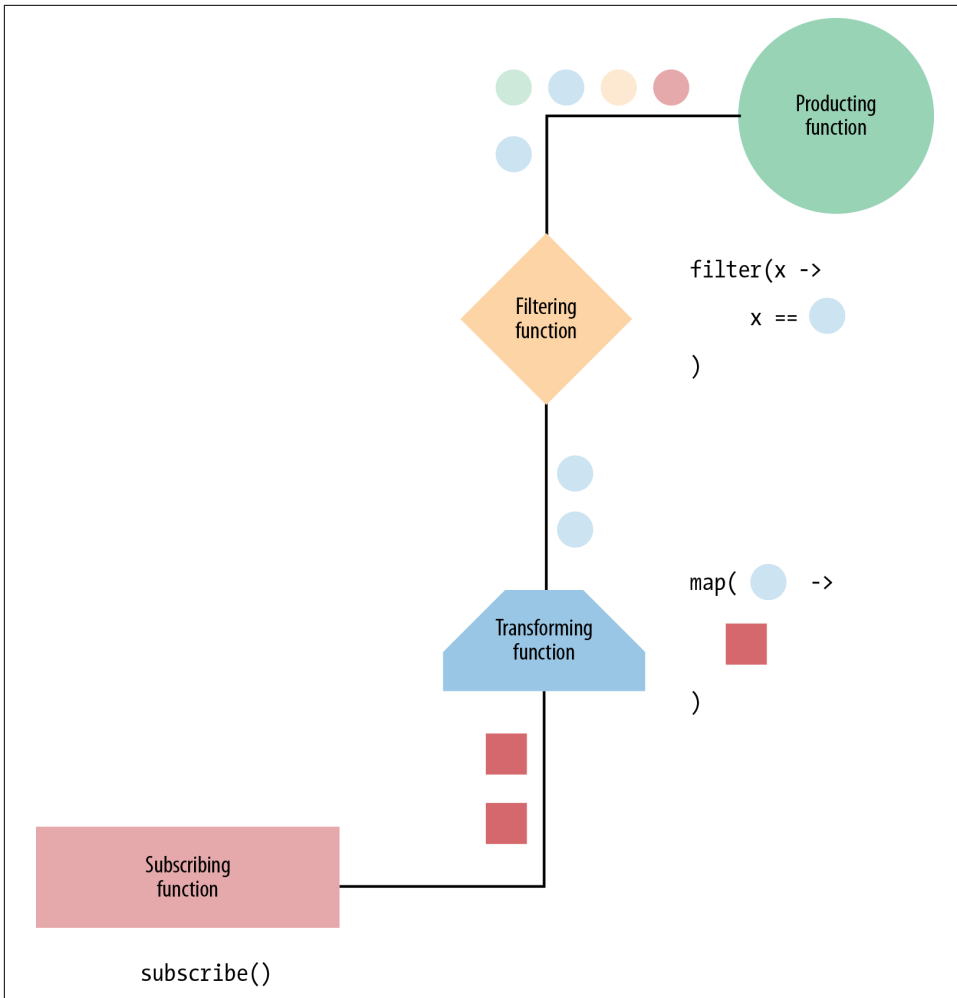 Producting
function
filter(x ->
x ==
)
Filtering
function
map( ->
)
Transforming
function
Subscribing
function
subscribe()